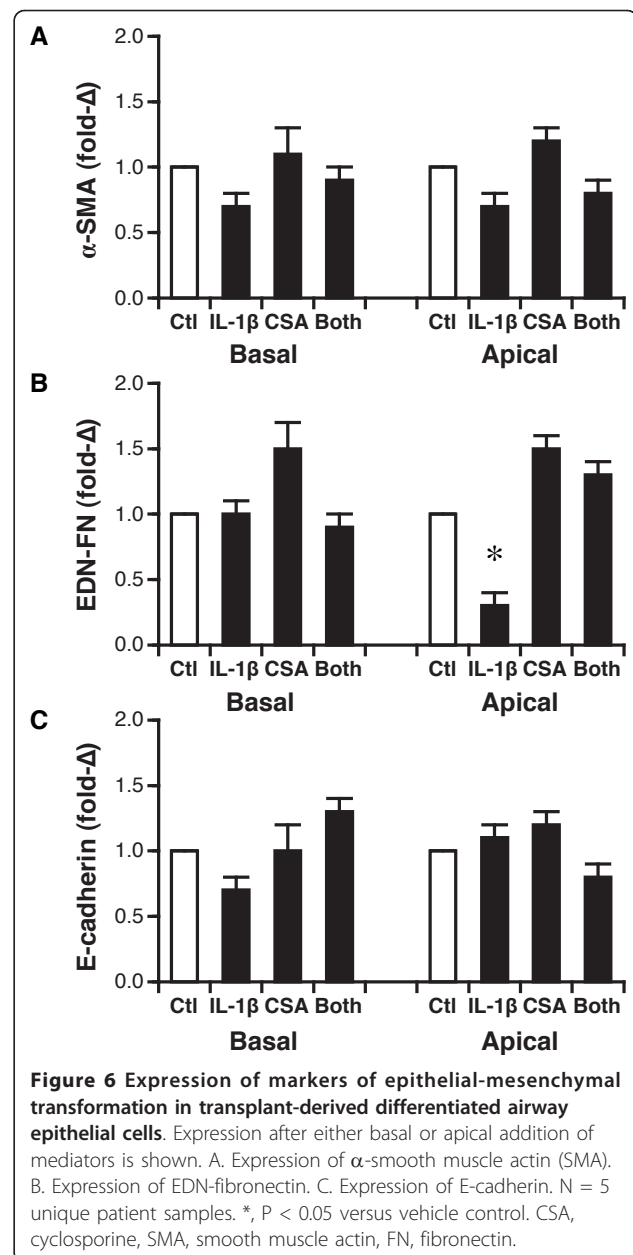 A
α-SMA (fold-Δ)
2.0
1.5
1.0
0.5
0.0
Ctl IL-1β CSA Both Ctl IL-1β CSA Both
Basal Apical
B
EDN-FN (fold-Δ)
2.0
1.5
1.0
0.5
0.0
*
Ctl IL-1β CSA Both Ctl IL-1β CSA Both
Basal Apical
C
E-cadherin (fold-Δ)
2.0
1.5
1.0
0.5
0.0
Ctl IL-1β CSA Both Ctl IL-1β CSA Both
Basal Apical
Figure 6 Expression of markers of epithelial-mesenchymal
transformation in transplant-derived differentiated airway
epithelial cells. Expression after either basal or apical addition of
mediators is shown. A. Expression of α-smooth muscle actin (SMA).
B. Expression of EDN-fibronectin. C. Expression of E-cadherin. N = 5
unique patient samples. *, P < 0.05 versus vehicle control. CSA,
cyclosporine, SMA, smooth muscle actin, FN, fibronectin.